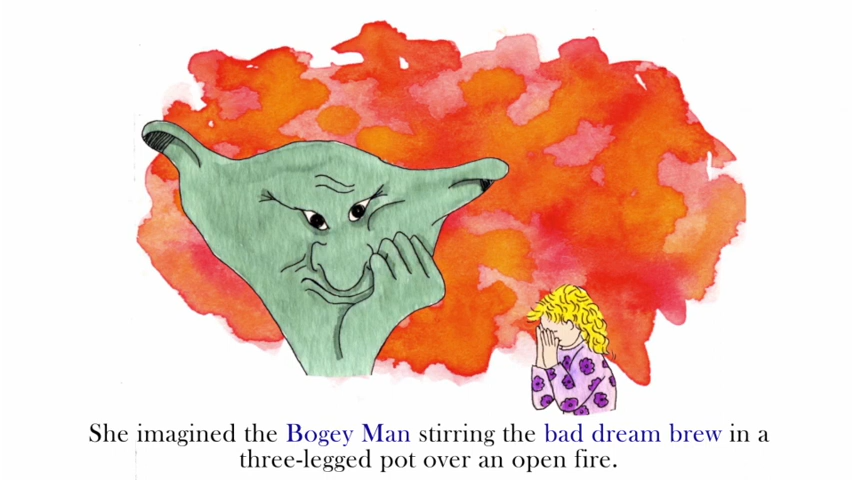 She imagined the Bogey Man stirring the bad dream brew in a
three-legged pot over an open fire.